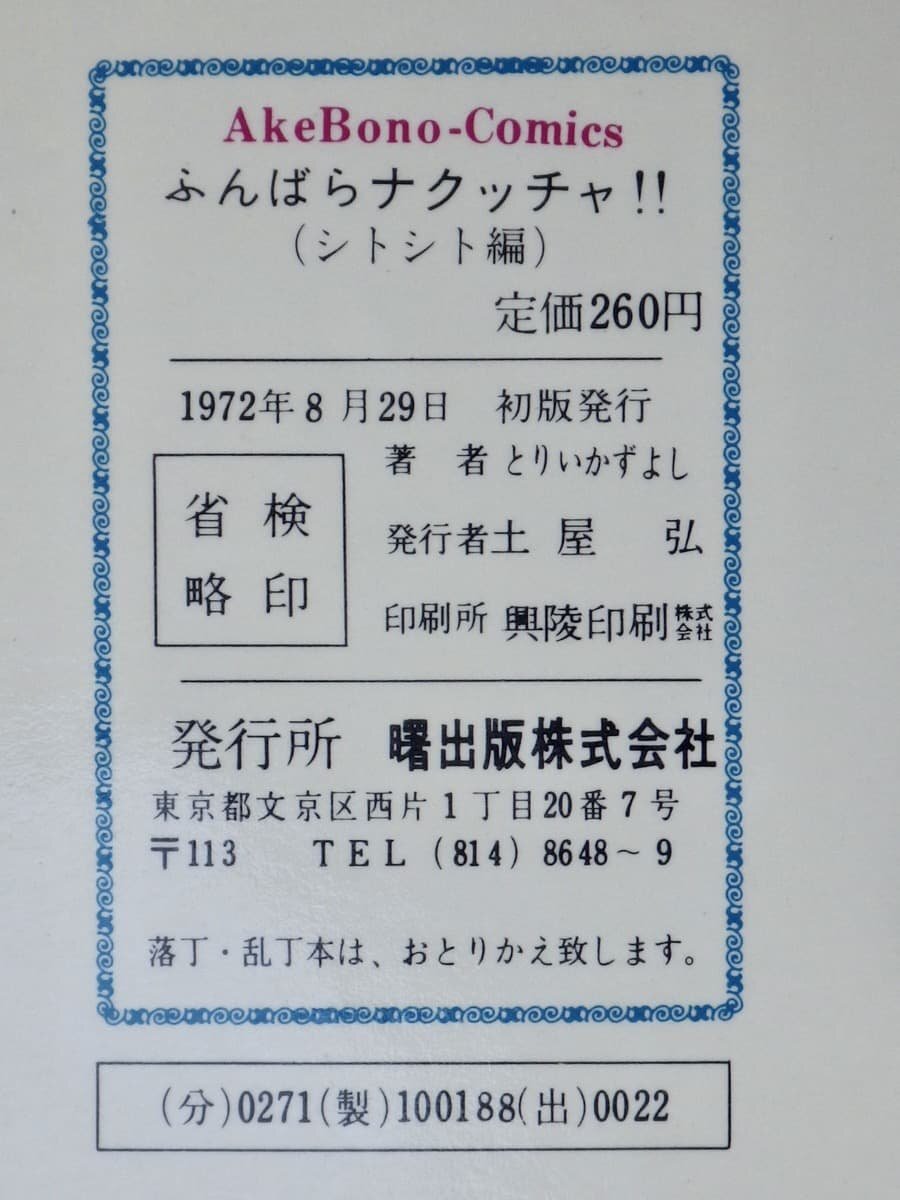 AkeBono-Comics
ふんばらナクッチャ!!
(シトシト編)
定価260円
1972年8月29日 初版発行
検印
省略
著 者 とりいかずよし
発行者 土屋 弘
印刷所 興陵印刷株式会社
発行所 曙出版株式会社
東京都文京区西片1丁目20番7号
〒113 TEL (814) 8648~9
落丁・乱丁本は、おとりかえ致します。
(分)0271(製)100188(出)0022